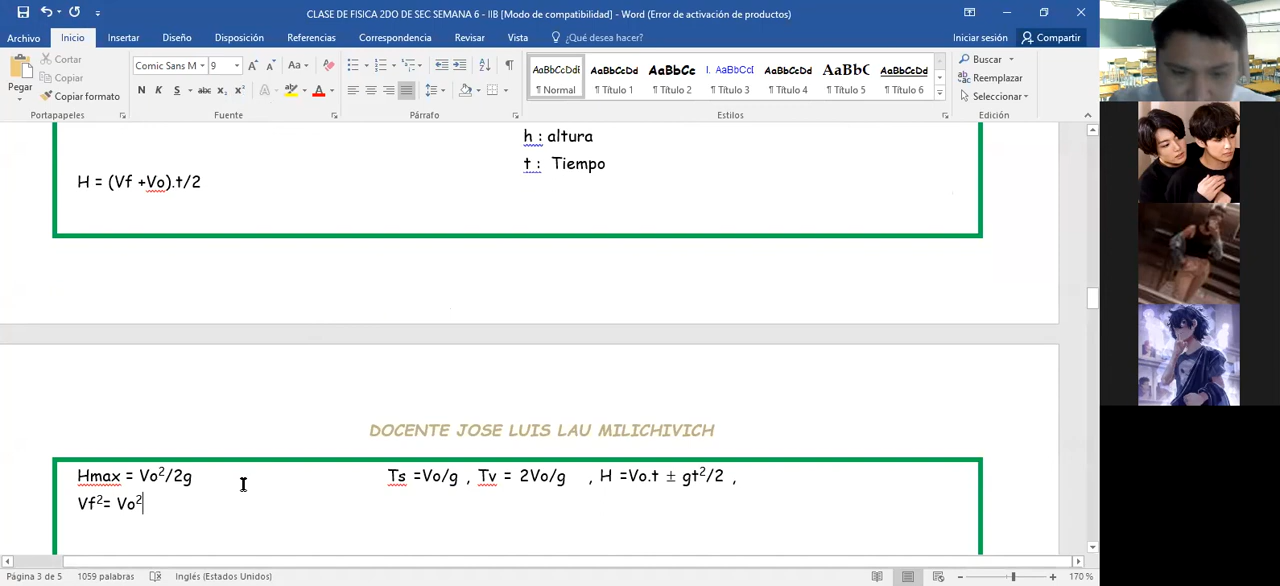 CLASE DE FISICA 2DO DE SEC SEMANA 6 - IIB [Modo de compatibilidad] - Word (Error de activación de productos)
Archivo Inicio Insertar Diseño Disposición Referencias Correspondencia Revisar Vista ¿Qué desea hacer? Iniciar sesión Compartir
Pegar
Cortar
Copiar
Copiar formato
Portapapeles
Comic Sans M 9 Aa
N K S abc x₂ x² A A
Fuente
Párrafo
AaBbCcDdE AaBbCcDd AaBbCc I. AaBbCcI AaBbCcDd AaBbC AaBbCcDd
¶ Normal ¶ Título 1 ¶ Título 2 ¶ Título 3 ¶ Título 4 ¶ Título 5 ¶ Título 6
Estilos
Buscar
Reemplazar
Seleccionar
Edición
h : altura
t : Tiempo
H = (Vf +Vo).t/2
DOCENTE JOSE LUIS LAU MILICHIVICH
Hmax = Vo²/2g Ts =Vo/g , Tv = 2Vo/g , H =Vo.t ± gt²/2 ,
Vf²= Vo²
Página 3 de 5 1059 palabras Inglés (Estados Unidos) 170 %